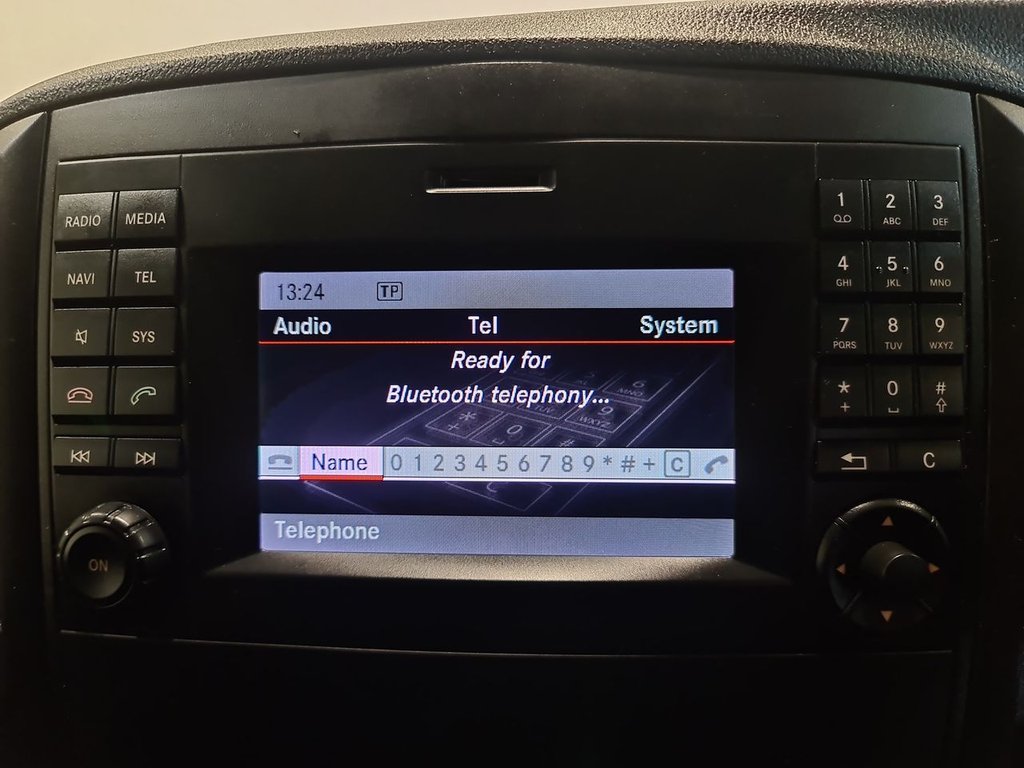 RADIO MEDIA
NAVI TEL
SYS
ON
13:24 TP
Audio Tel System
Ready for
Bluetooth telephony...
Name 0 1 2 3 4 5 6 7 8 9 * # + C
Telephone
1 2 ABC 3 DEF
4 GHI 5 JKL 6 MNO
7 PQRS 8 TUV 9 WXYZ
* + 0 #
C